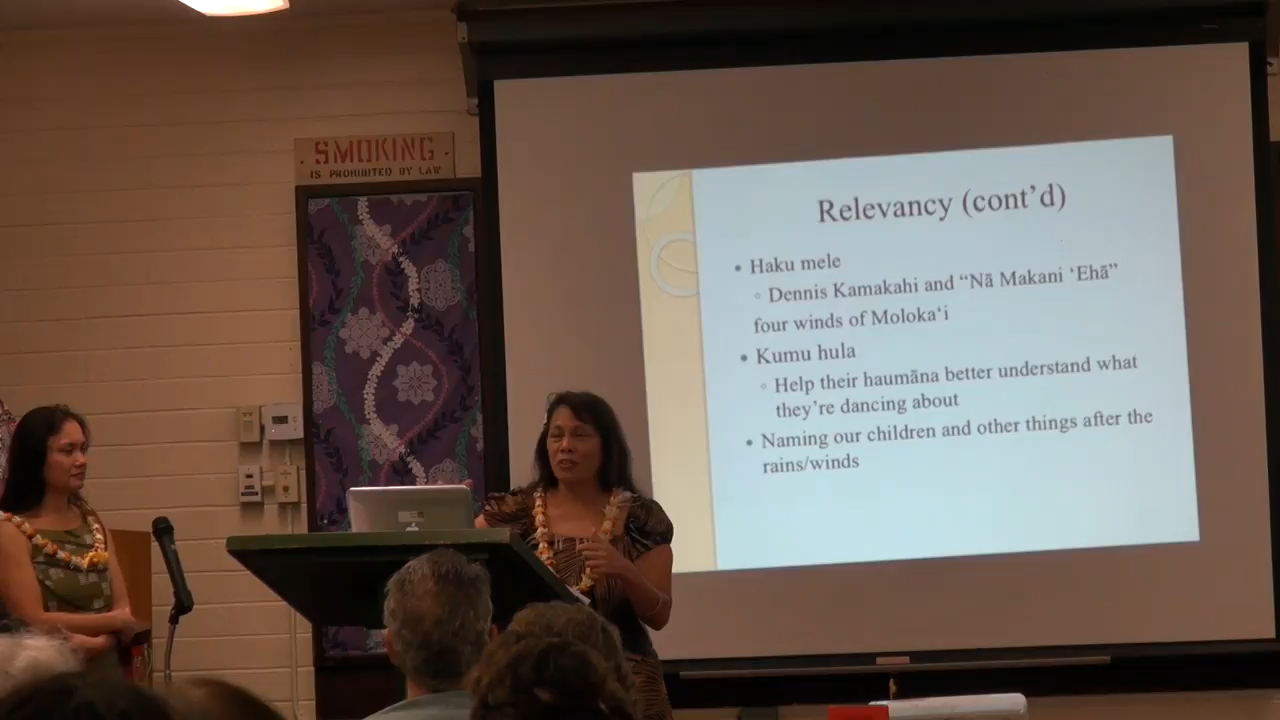 SMOKING
IS PROHIBITED BY LAW
Relevancy (cont’d)
• Haku mele
◦ Dennis Kamakahi and “Nā Makani ‘Ehā”
four winds of Moloka‘i
• Kumu hula
◦ Help their haumāna better understand what
they’re dancing about
• Naming our children and other things after the
rains/winds